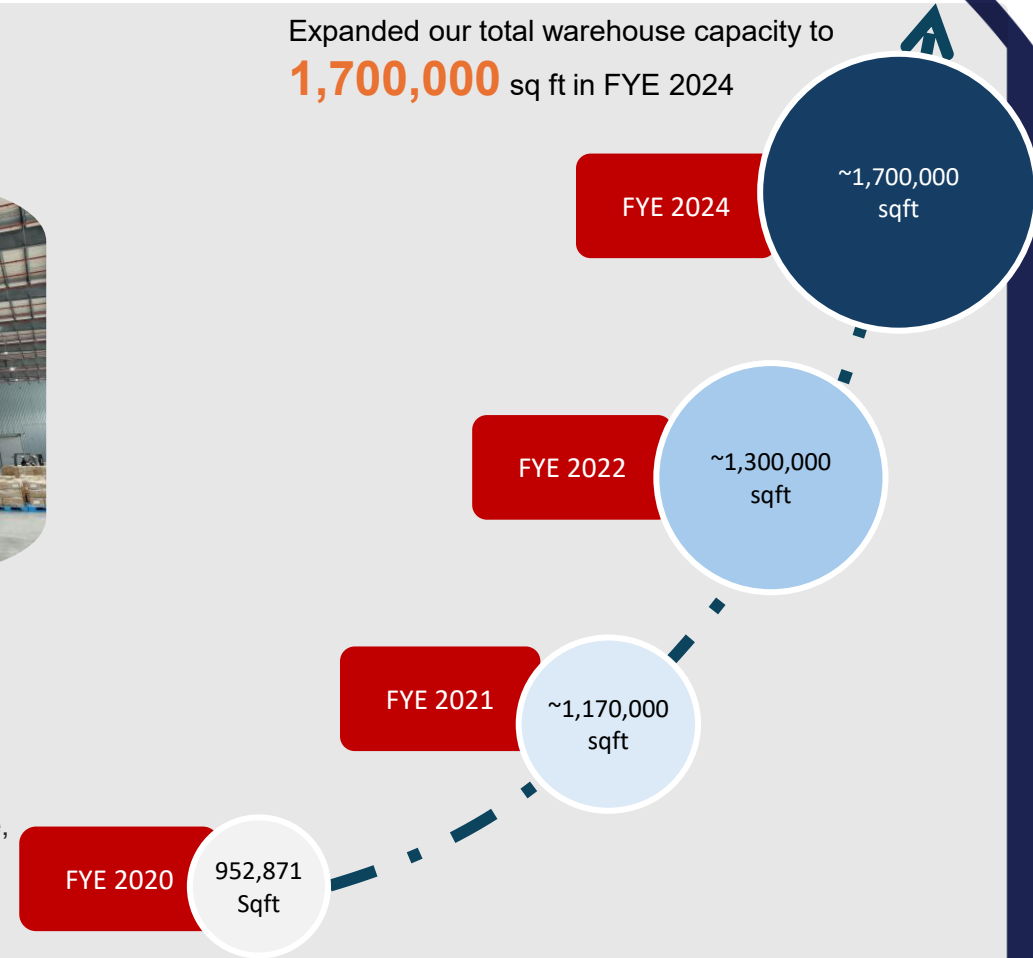 Expanded our total warehouse capacity to
1,700,000 sq ft in FYE 2024
FYE 2024
~1,700,000
sqft
FYE 2022
~1,300,000
sqft
FYE 2021
~1,170,000
sqft
,
FYE 2020
952,871
Sqft